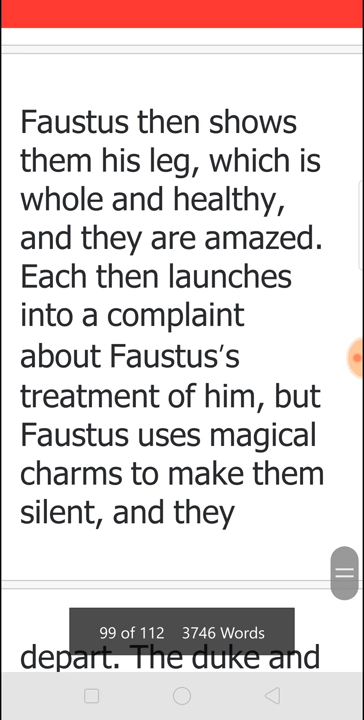 Faustus then shows
them his leg, which is
whole and healthy,
and they are amazed.
Each then launches
into a complaint
about Faustus's
treatment of him, but
Faustus uses magical
charms to make them
silent, and they
99 of 112 3746 Words
depart. The duke and